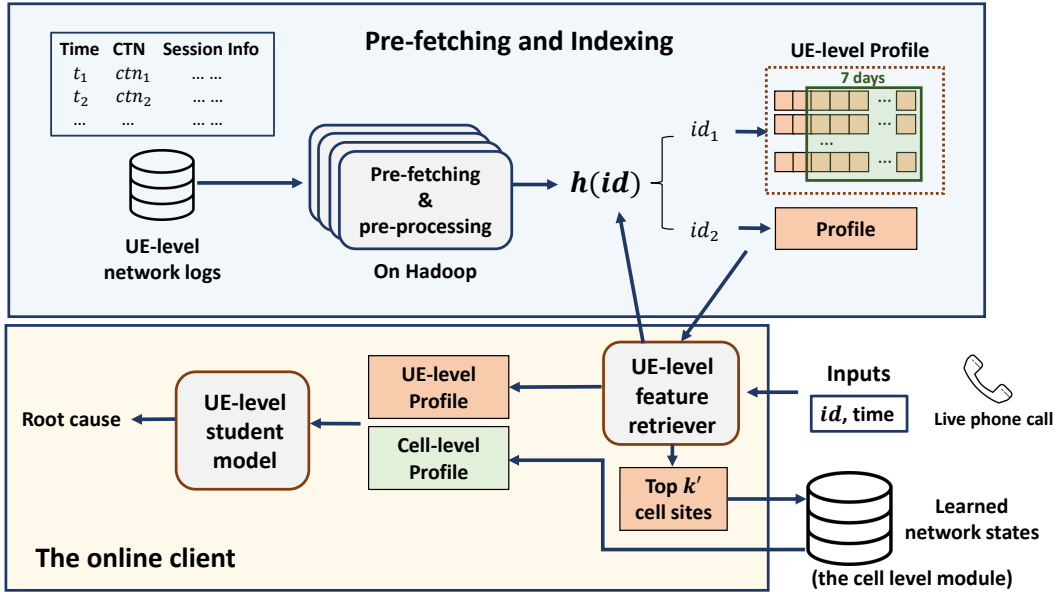 Pre-fetching and Indexing
Time CTN Session Info
t₁ ctn₁ … …
t₂ ctn₂ … …
… … … …
UE-level
network logs
Pre-fetching
&
pre-processing
On Hadoop
h(id)
id₁
id₂
UE-level Profile
7 days
...
...
...
...
Profile
UE-level
feature
retriever
Inputs
id, time
Live phone call
UE-level
Profile
Cell-level
Profile
UE-level
student
model
Root cause
Top k′
cell sites
Learned
network states
(the cell level module)
The online client